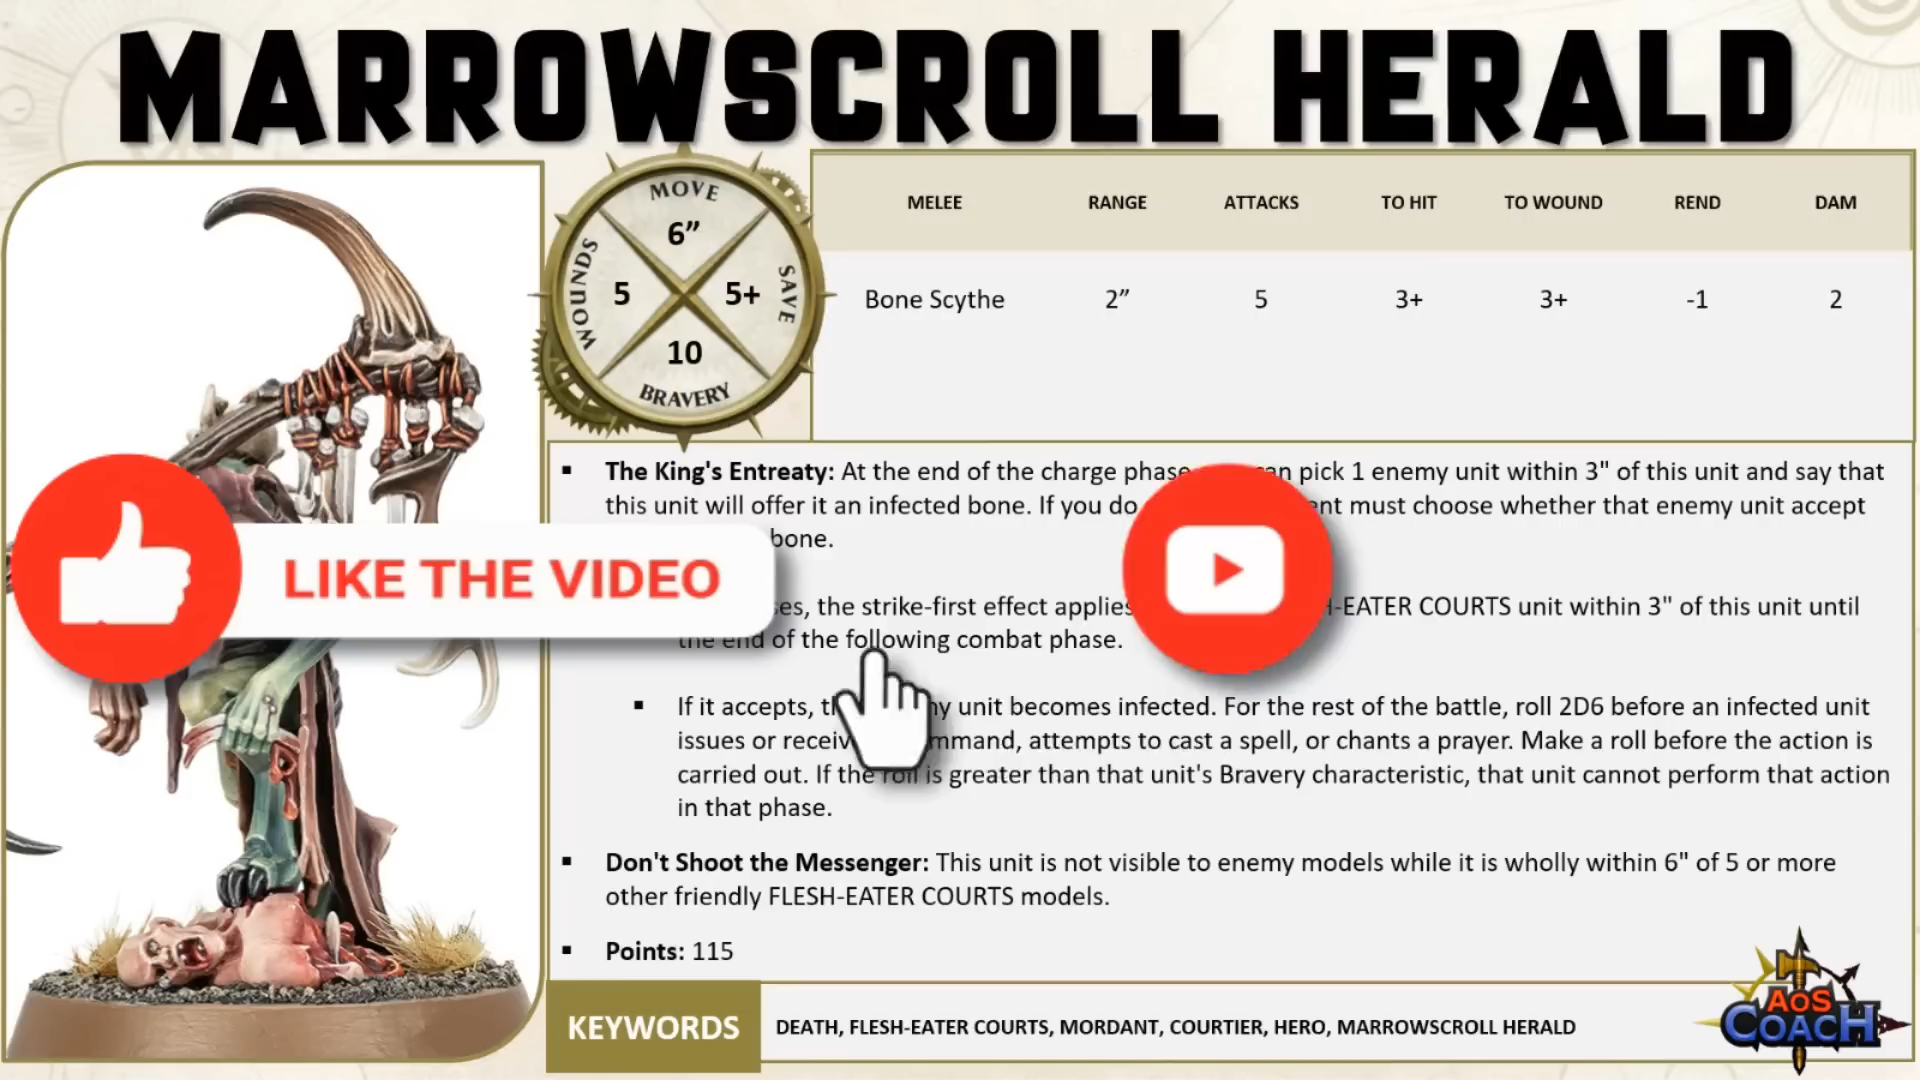 MARROWSCROLL HERALD
MOVE
6”
WOUNDS
5
5+
SAVE
10
BRAVERY
MELEE RANGE ATTACKS TO HIT TO WOUND REND DAM
Bone Scythe 2” 5 3+ 3+ -1 2
▪ The King's Entreaty: At the end of the charge phase pick 1 enemy unit within 3" of this unit and say that
this unit will offer it an infected bone. If you do must choose whether that enemy unit accept
bone.
LIKE THE VIDEO
the strike-first effect applies EATER COURTS unit within 3" of this unit until
the end of the following combat phase.
▪ If it accepts, unit becomes infected. For the rest of the battle, roll 2D6 before an infected unit
issues or attempts to cast a spell, or chants a prayer. Make a roll before the action is
carried out. If the roll is greater than that unit's Bravery characteristic, that unit cannot perform that action
in that phase.
▪ Don't Shoot the Messenger: This unit is not visible to enemy models while it is wholly within 6" of 5 or more
other friendly FLESH-EATER COURTS models.
▪ Points: 115
KEYWORDS
DEATH, FLESH-EATER COURTS, MORDANT, COURTIER, HERO, MARROWSCROLL HERALD
AOS
COACH